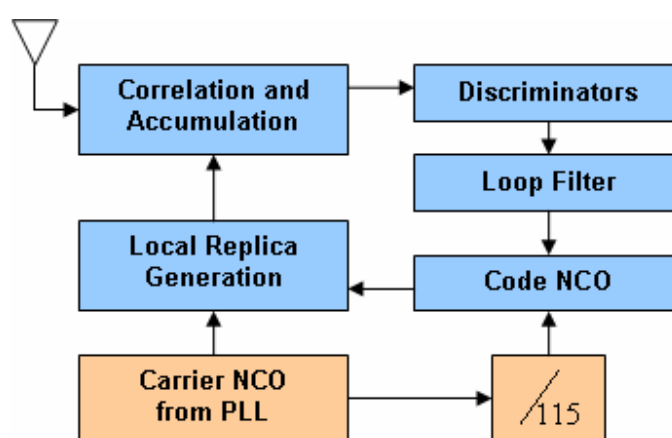 Correlation and
Accumulation
Discriminators
Loop Filter
Local Replica
Generation
Code NCO
Carrier NCO
from PLL
/115